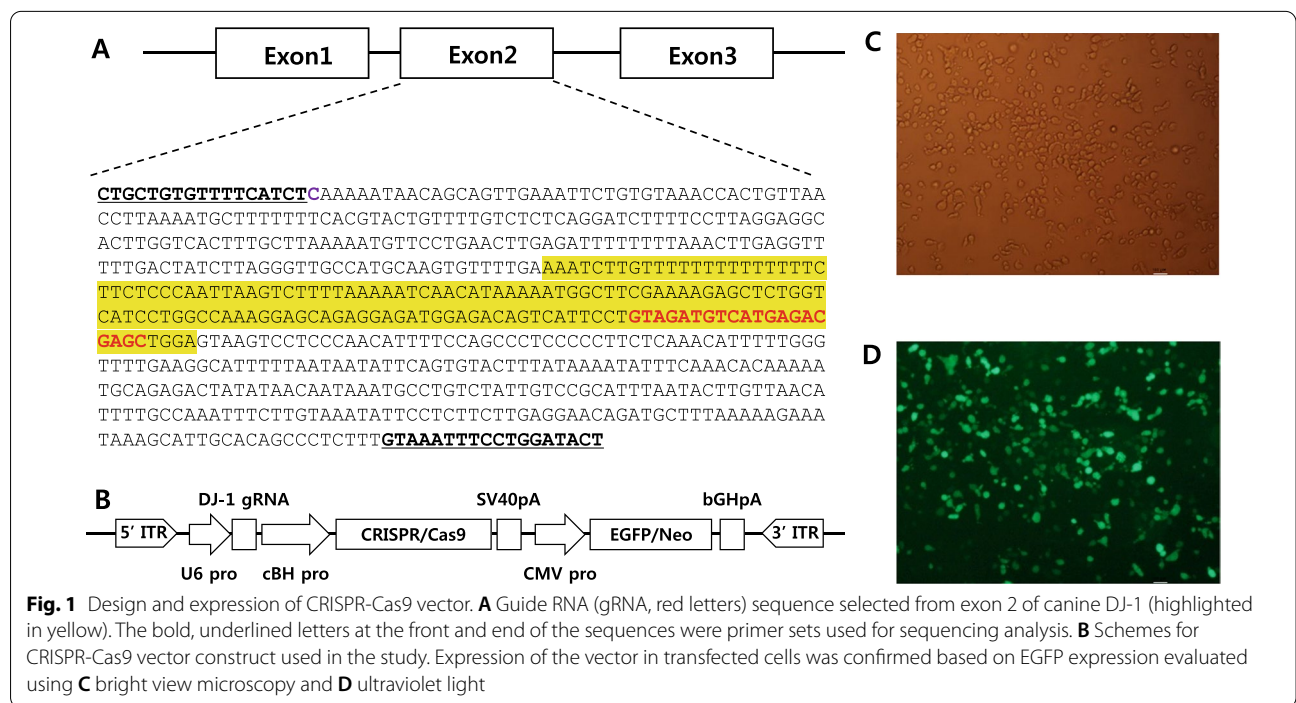 A
Exon1 Exon2 Exon3
C
CTGCTGTGTTTTCATCTCAAAAATAACAGCAGTTGAAATTCTGTGTAAACCACTGTTAA
CCTTAAAATGCTTTTTTTCACGTACTGTTTTGTCTCTCAGGATCTTTTCCTTAGGAGGC
ACTTGGTCACTTTGCTTAAAAATGTTCCTGAACTTGAGATTTTTTTTAAACTTGAGGTT
TTTGACTATCTTAGGGTTGCCATGCAAGTGTTTTGAAAATCTTGTTTTTTTTTTTTTTTC
TTCTCCCAATTAAGTCTTTTAAAAATCAACATAAAAATGGCTTCGAAAAGAGCTCTGGT
CATCCTGGCCAAAGGAGCAGAGGAGATGGAGACAGTCATTCCTGTAGATGTCATGAGAC
GAGCTGGAGTAAGTCCTCCCAACATTTTCCAGCCCTCCCCCTTCTCAAACATTTTTGGG
TTTTGAAGGCATTTTTAATAATATTCAGTGTACTTTATAAAATATTTCAAACACAAAAA
TGCAGAGACTATATAACAATAAATGCCTGTCTATTGTCCGCATTTAATACTTGTTAACA
TTTTGCCAAATTTCTTGTAAATATTCCTCTTCTTGAGGAACAGATGCTTTAAAAAGAAA
TAAAGCATTGCACAGCCCTCTTTGTAAATTTCCTGGATACT
D
B
DJ-1 gRNA SV40pA bGHpA
5' ITR CRISPR/Cas9 EGFP/Neo 3' ITR
U6 pro cBH pro CMV pro
Fig. 1 Design and expression of CRISPR-Cas9 vector. A Guide RNA (gRNA, red letters) sequence selected from exon 2 of canine DJ-1 (highlighted
in yellow). The bold, underlined letters at the front and end of the sequences were primer sets used for sequencing analysis. B Schemes for
CRISPR-Cas9 vector construct used in the study. Expression of the vector in transfected cells was confirmed based on EGFP expression evaluated
using C bright view microscopy and D ultraviolet light